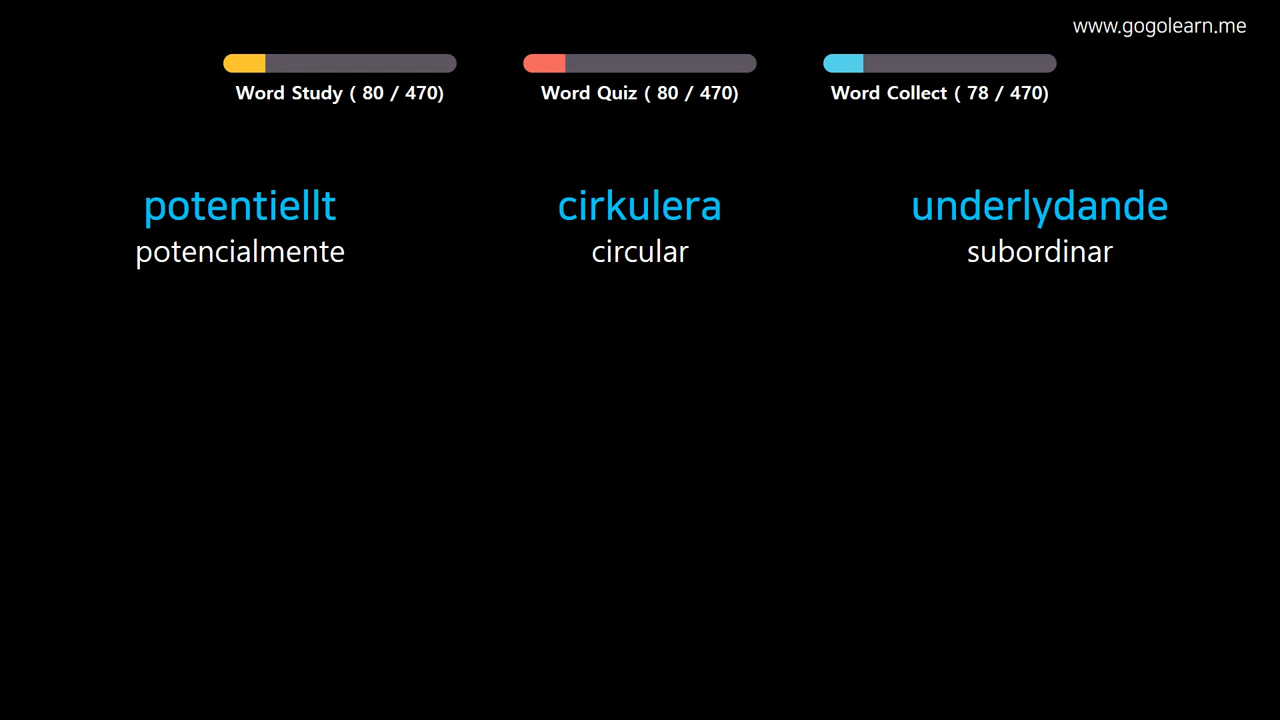 www.gogolearn.me
Word Study ( 80 / 470)
Word Quiz ( 80 / 470)
Word Collect ( 78 / 470)
potentiellt
potencialmente
cirkulera
circular
underlydande
subordinar